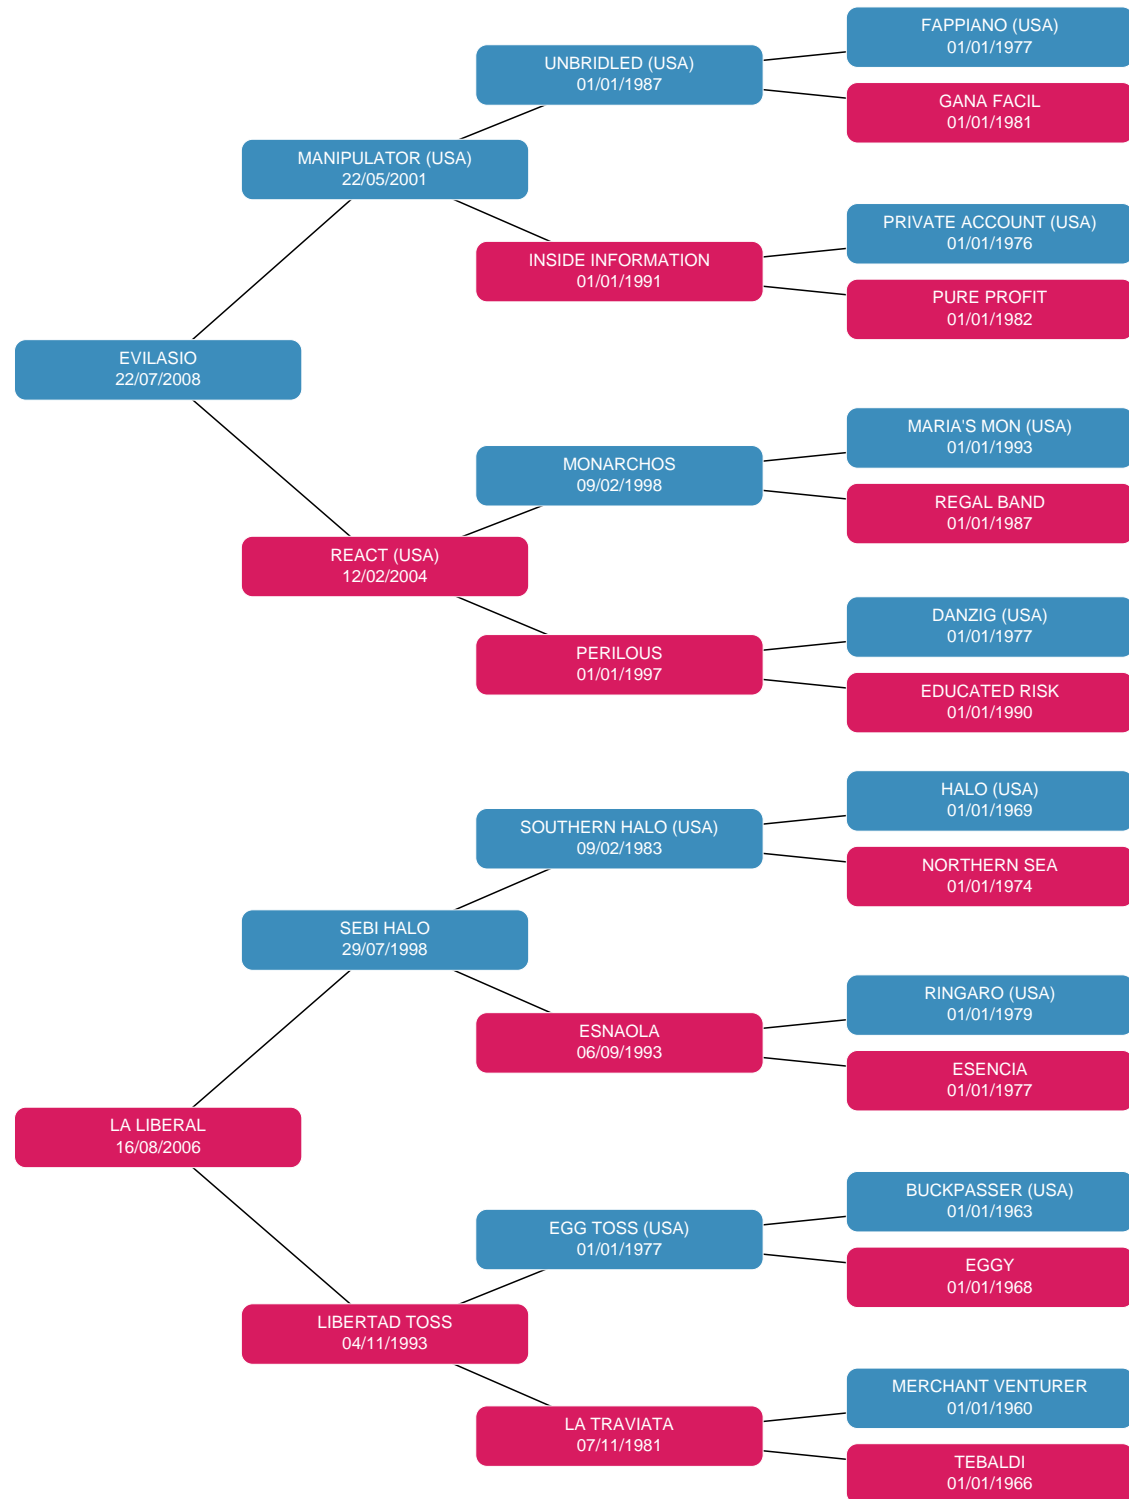 FAPPIANO (USA)
01/01/1977
UNBRIDLED (USA)
01/01/1987
GANA FACIL
01/01/1981
MANIPULATOR (USA)
22/05/2001
PRIVATE ACCOUNT (USA)
01/01/1976
INSIDE INFORMATION
01/01/1991
PURE PROFIT
01/01/1982
EVILASIO
22/07/2008
MARIA'S MON (USA)
01/01/1993
MONARCHOS
09/02/1998
REGAL BAND
01/01/1987
REACT (USA)
12/02/2004
DANZIG (USA)
01/01/1977
PERILOUS
01/01/1997
EDUCATED RISK
01/01/1990
HALO (USA)
01/01/1969
SOUTHERN HALO (USA)
09/02/1983
NORTHERN SEA
01/01/1974
SEBI HALO
29/07/1998
RINGARO (USA)
01/01/1979
ESNAOLA
06/09/1993
ESENCIA
01/01/1977
LA LIBERAL
16/08/2006
BUCKPASSER (USA)
01/01/1963
EGG TOSS (USA)
01/01/1977
EGGY
01/01/1968
LIBERTAD TOSS
04/11/1993
MERCHANT VENTURER
01/01/1960
LA TRAVIATA
07/11/1981
TEBALDI
01/01/1966